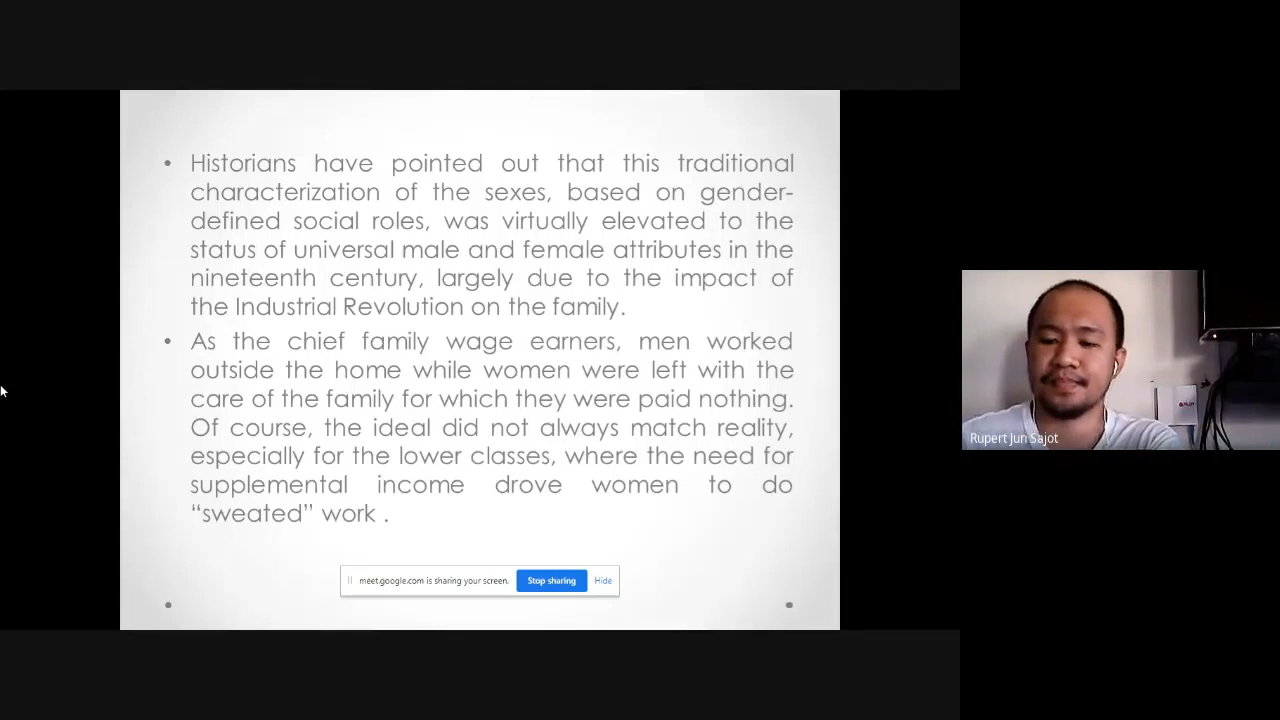 • Historians have pointed out that this traditional
characterization of the sexes, based on gender-
defined social roles, was virtually elevated to the
status of universal male and female attributes in the
nineteenth century, largely due to the impact of
the Industrial Revolution on the family.
• As the chief family wage earners, men worked
outside the home while women were left with the
care of the family for which they were paid nothing.
Of course, the ideal did not always match reality,
especially for the lower classes, where the need for
supplemental income drove women to do
“sweated” work .
meet.google.com is sharing your screen. Stop sharing Hide
Rupert Jun Sajot